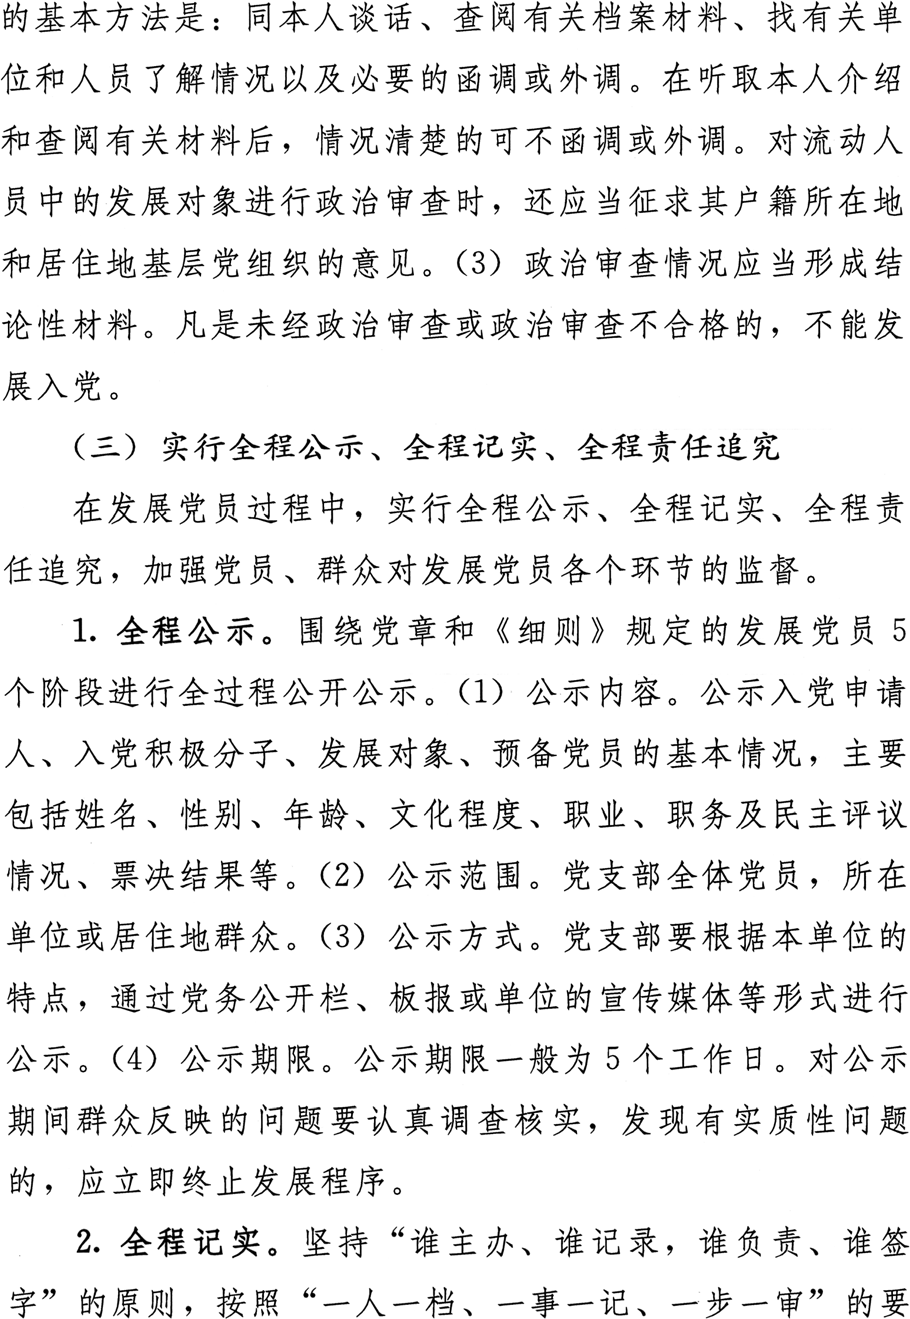 的基本方法是：同本人谈话、查阅有关档案材料、找有关单
位和人员了解情况以及必要的函调或外调。在听取本人介绍
和查阅有关材料后，情况清楚的可不函调或外调。对流动人
员中的发展对象进行政治审查时，还应当征求其户籍所在地
和居住地基层党组织的意见。（3）政治审查情况应当形成结
论性材料。凡是未经政治审查或政治审查不合格的，不能发
展入党。
（三）实行全程公示、全程记实、全程责任追究
在发展党员过程中，实行全程公示、全程记实、全程责
任追究，加强党员、群众对发展党员各个环节的监督。
1. 全程公示。围绕党章和《细则》规定的发展党员 5
个阶段进行全过程公开公示。（1）公示内容。公示入党申请
人、入党积极分子、发展对象、预备党员的基本情况，主要
包括姓名、性别、年龄、文化程度、职业、职务及民主评议
情况、票决结果等。（2）公示范围。党支部全体党员，所在
单位或居住地群众。（3）公示方式。党支部要根据本单位的
特点，通过党务公开栏、板报或单位的宣传媒体等形式进行
公示。（4）公示期限。公示期限一般为 5 个工作日。对公示
期间群众反映的问题要认真调查核实，发现有实质性问题
的，应立即终止发展程序。
2. 全程记实。坚持“谁主办、谁记录，谁负责、谁签
字”的原则，按照“一人一档、一事一记、一步一审”的要